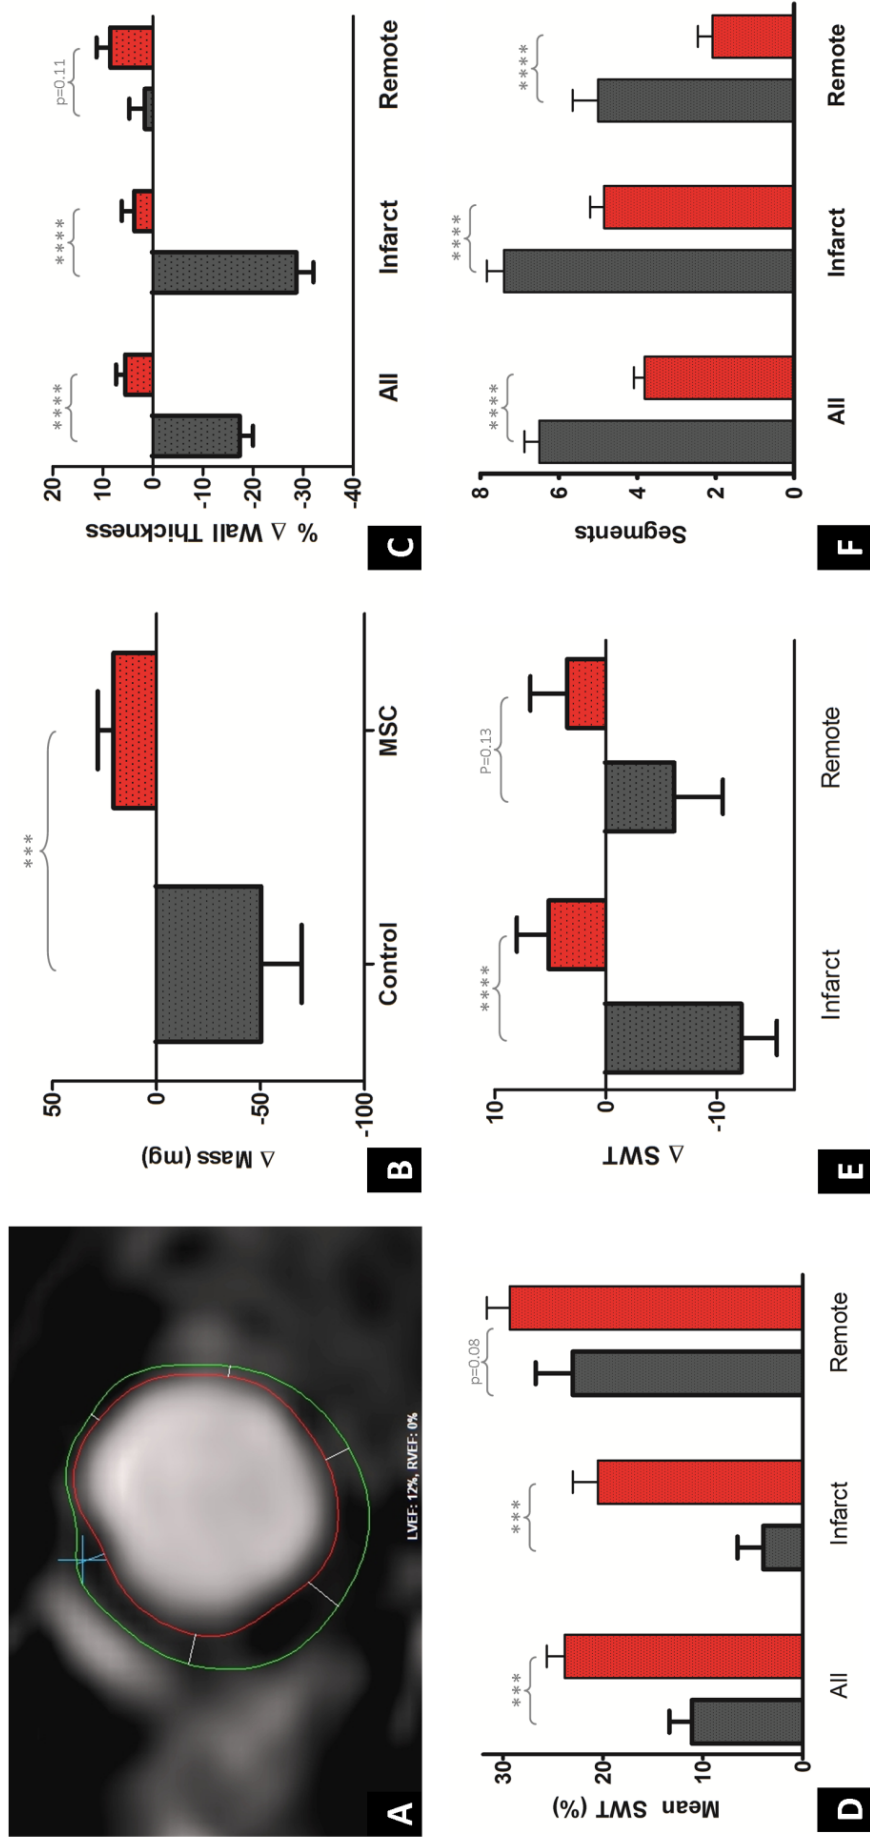 A
LVEF: 12%, RVEF: 0%
B
Δ Mass (mg)
50
0
-50
-100
***
Control
MSC
C
% Δ Wall Thickness
20
10
0
-10
-20
-30
-40
****
****
p=0.11
All
Infarct
Remote
D
Mean SWT (%)
30
20
10
0
***
***
p=0.08
All
Infarct
Remote
E
Δ SWT
10
0
-10
****
P=0.13
Infarct
Remote
F
Segments
8
6
4
2
0
****
****
****
All
Infarct
Remote